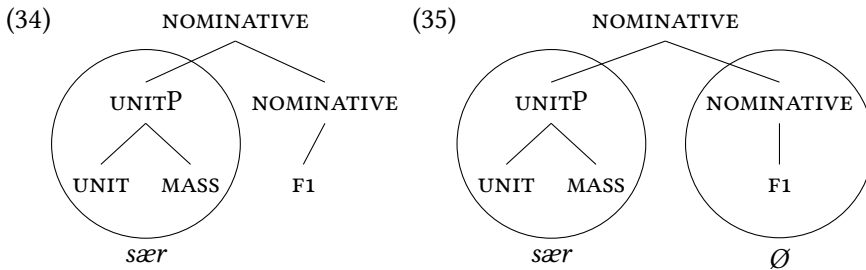 (34) NOMINATIVE (35) NOMINATIVE
UNITP NOMINATIVE UNITP NOMINATIVE
UNIT MASS F1 UNIT MASS F1
sær sær Ø